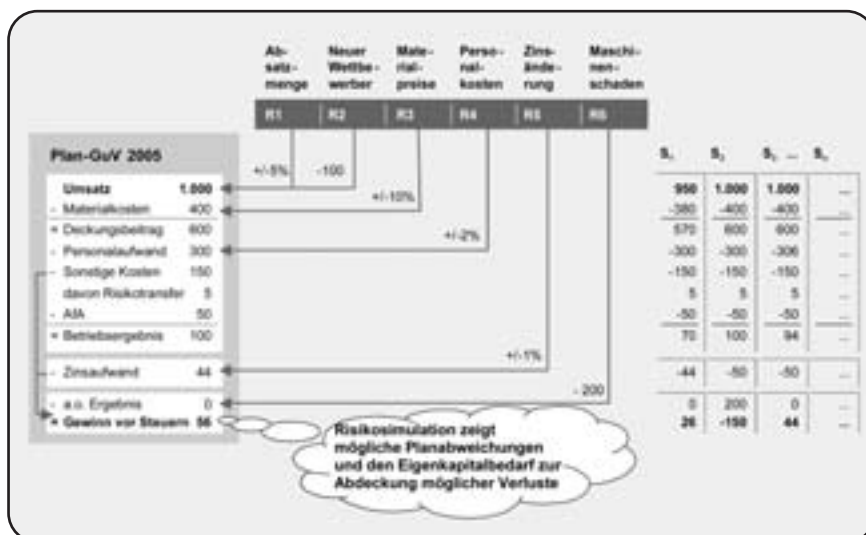 Ab-
satz-
menge
Neuer
Wettbe-
werber
Mate-
rial-
preise
Perso-
nal-
kosten
Zins-
ände-
rung
Maschi-
nen-
schaden
R1 R2 R3 R4 R5 R6
Plan-GuV 2005
Umsatz 1.000
- Materialkosten 400
= Deckungsbeitrag 600
- Personalaufwand 300
- Sonstige Kosten 150
davon Risikotransfer 5
- AfA 50
= Betriebsergebnis 100
- Zinsaufwand 44
- a.o. Ergebnis 0
= Gewinn vor Steuern 56
+/-5%
-100
+/-10%
+/-2%
+/-1%
- 200
S₁ S₂ S₃ ... Sₙ
950 1.000 1.000 ...
-380 -400 -400 ...
570 600 600 ...
-300 -300 -306 ...
-150 -150 -150 ...
5 5 5 ...
-50 -50 -50 ...
70 100 94 ...
-44 -50 -50 ...
0 200 0 ...
26 -150 44 ...
Risikosimulation zeigt
mögliche Planabweichungen
und den Eigenkapitalbedarf zur
Abdeckung möglicher Verluste